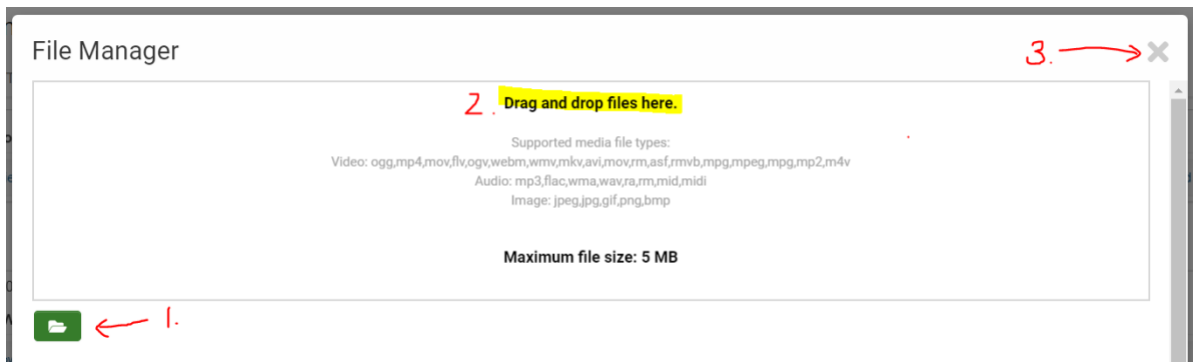 File Manager
3.
2. Drag and drop files here.
Supported media file types:
Video: ogg,mp4,mov,flv,ogv,webm,wmv,mkv,avi,mov,rm,asf,rmvb,mpg,mpeg,mpg,mp2,m4v
Audio: mp3,flac,wma,wav,ra,rm,mid,midi
Image: jpeg,jpg,gif,png,bmp
Maximum file size: 5 MB
1.